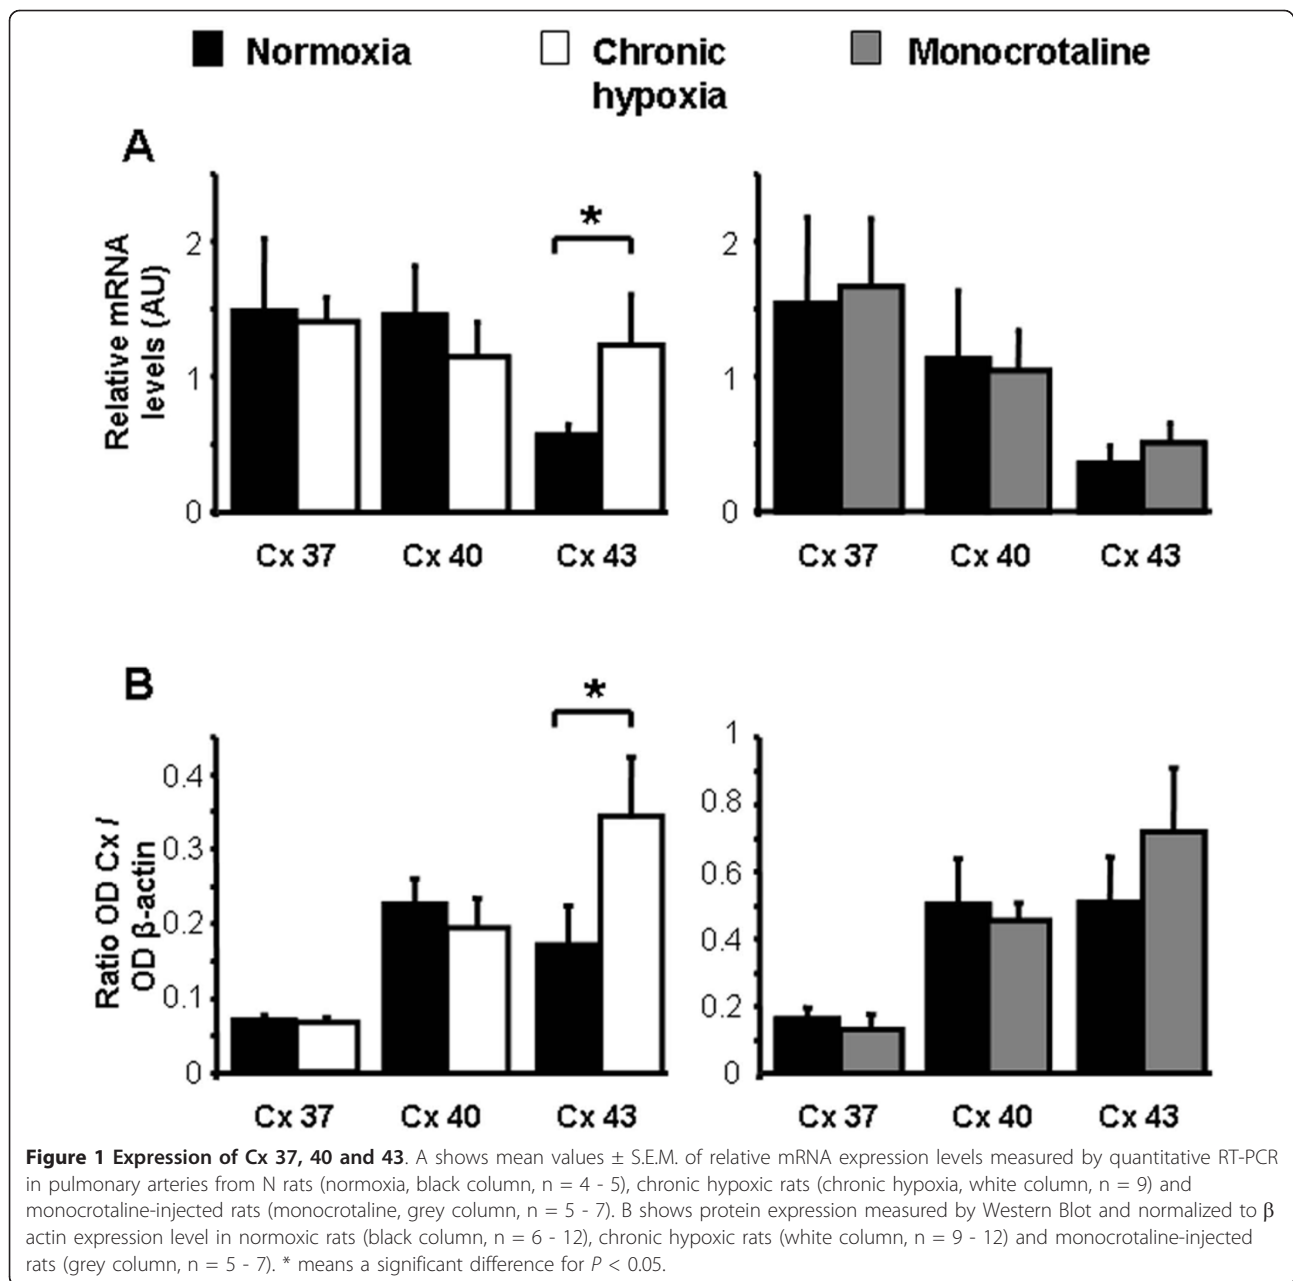 Normoxia
Chronic
hypoxia
Monocrotaline
A
Relative mRNA
levels (AU)
2
1
0
*
Cx 37
Cx 40
Cx 43
2
1
0
Cx 37
Cx 40
Cx 43
B
Ratio OD Cx /
OD β-actin
0.4
0.3
0.2
0.1
0
*
Cx 37
Cx 40
Cx 43
1
0.8
0.6
0.4
0.2
0
Cx 37
Cx 40
Cx 43
Figure 1 Expression of Cx 37, 40 and 43. A shows mean values ± S.E.M. of relative mRNA expression levels measured by quantitative RT-PCR
in pulmonary arteries from N rats (normoxia, black column, n = 4 - 5), chronic hypoxic rats (chronic hypoxia, white column, n = 9) and
monocrotaline-injected rats (monocrotaline, grey column, n = 5 - 7). B shows protein expression measured by Western Blot and normalized to β
actin expression level in normoxic rats (black column, n = 6 - 12), chronic hypoxic rats (white column, n = 9 - 12) and monocrotaline-injected
rats (grey column, n = 5 - 7). * means a significant difference for P < 0.05.